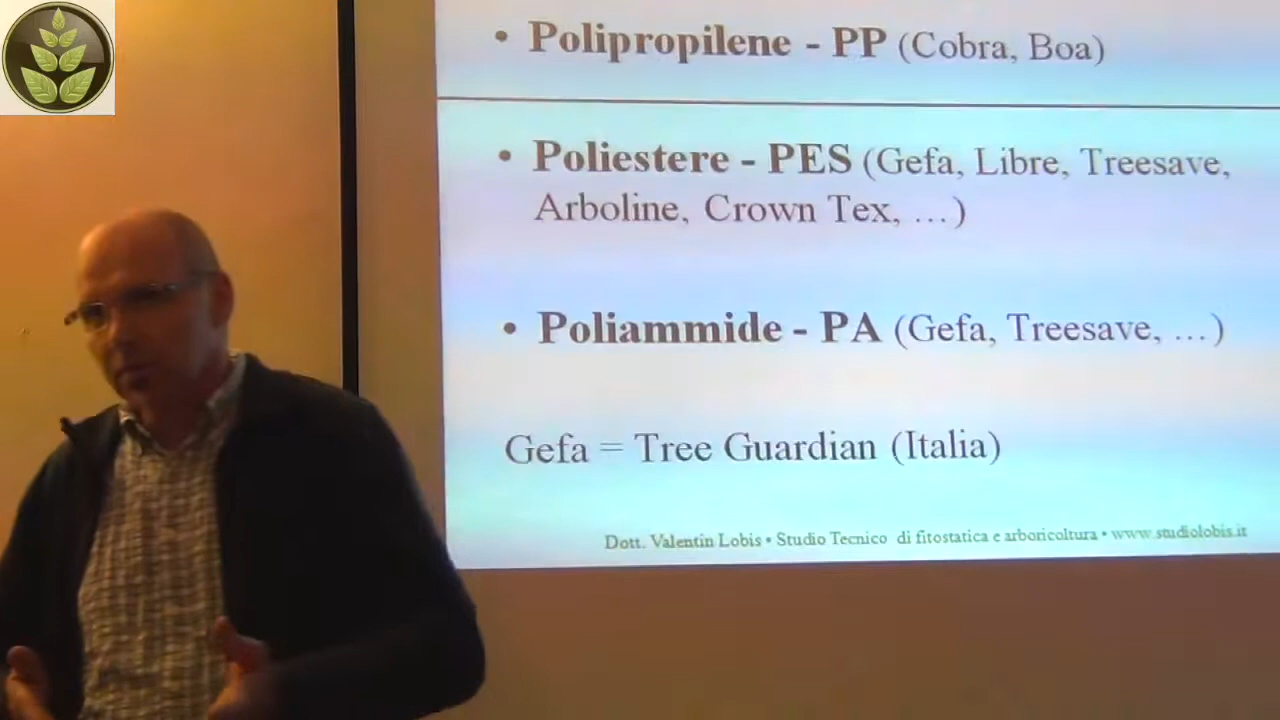 • Polipropilene - PP (Cobra, Boa)
• Poliestere - PES (Gefa, Libre, Treesave,
Arboline, Crown Tex, …)
• Poliammide - PA (Gefa, Treesave, …)
Gefa = Tree Guardian (Italia)
Dott. Valentin Lobis • Studio Tecnico di fitostatica e arboricoltura • www.studiolobis.it